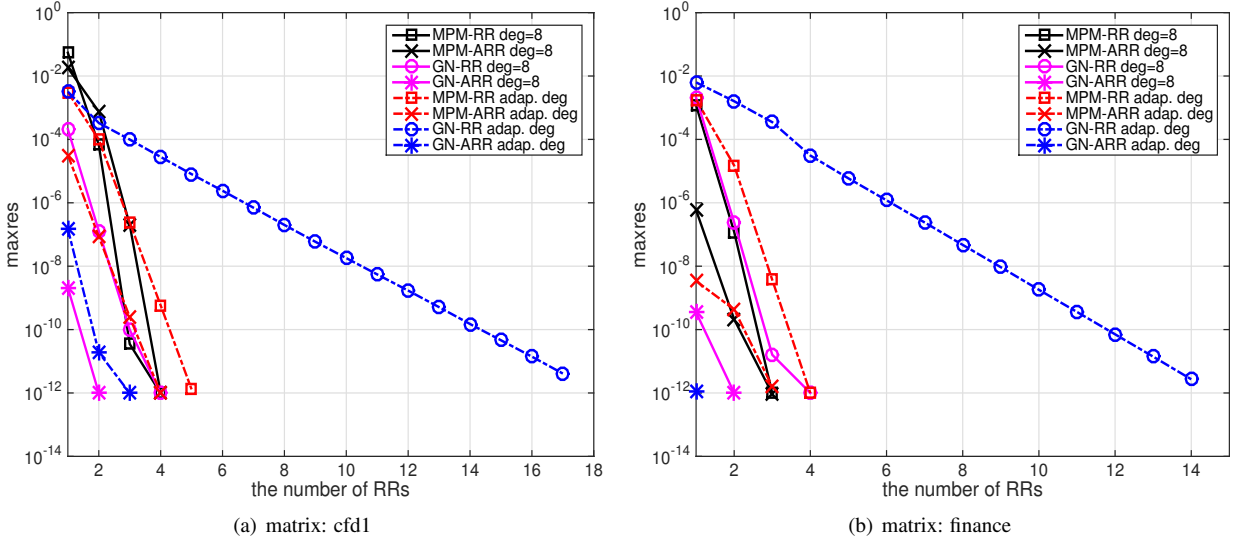 10^0
10^-2
10^-4
10^-6
10^-8
10^-10
10^-12
10^-14
maxres
2 4 6 8 10 12 14 16 18
the number of RRs
MPM-RR deg=8
MPM-ARR deg=8
GN-RR deg=8
GN-ARR deg=8
MPM-RR adap. deg
MPM-ARR adap. deg
GN-RR adap. deg
GN-ARR adap. deg
(a) matrix: cfd1
10^0
10^-2
10^-4
10^-6
10^-8
10^-10
10^-12
10^-14
maxres
2 4 6 8 10 12 14
the number of RRs
MPM-RR deg=8
MPM-ARR deg=8
GN-RR deg=8
GN-ARR deg=8
MPM-RR adap. deg
MPM-ARR adap. deg
GN-RR adap. deg
GN-ARR adap. deg
(b) matrix: finance